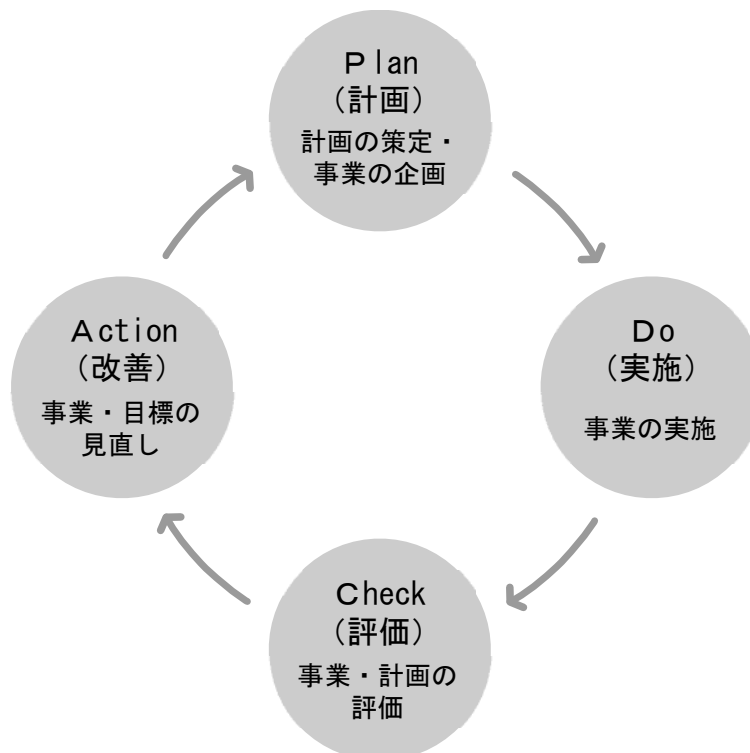 Plan
（計画）
計画の策定・
事業の企画
Do
（実施）
事業の実施
Check
（評価）
事業・計画の
評価
Action
（改善）
事業・目標の
見直し